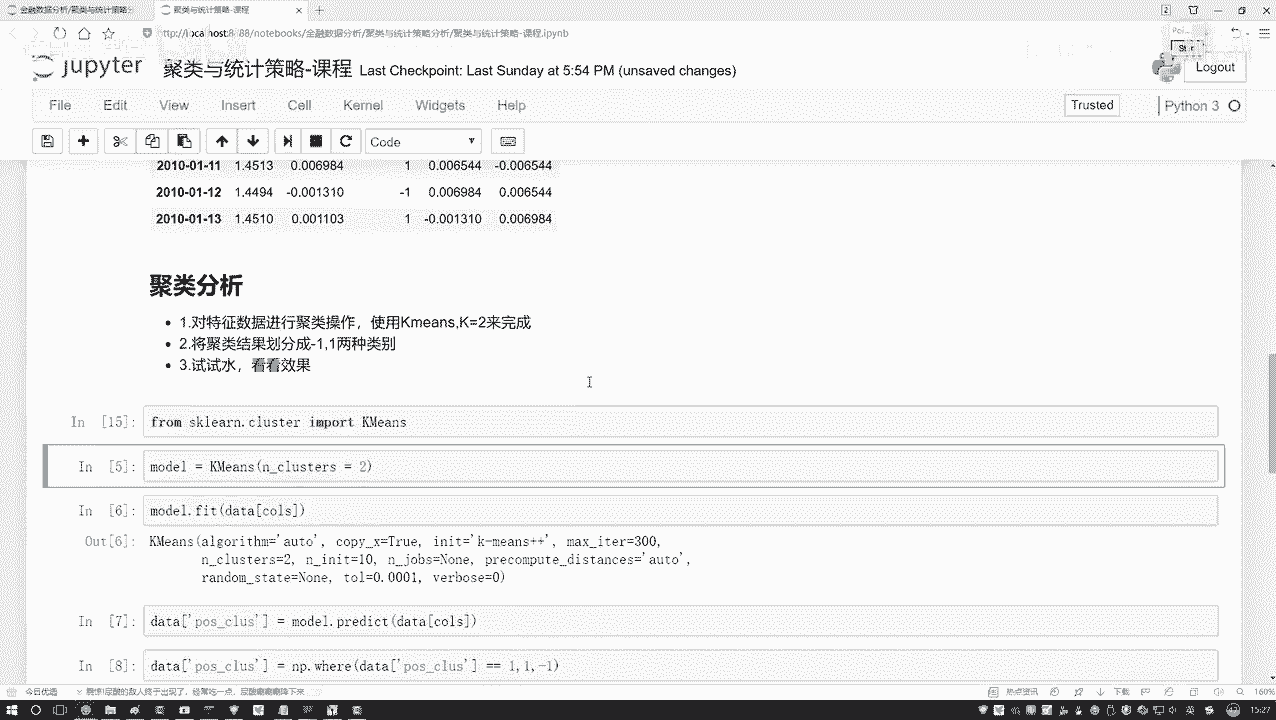 金融数据分析/聚类与统计策略分
聚类与统计策略-课程
聚类与统计策略分析/聚类与统计策略-课程.ipynb
jupyter 聚类与统计策略-课程 Last Checkpoint: Last Sunday at 5:54 PM (unsaved changes)
Logout
File Edit View Insert Cell Kernel Widgets Help
Trusted
Python 3
Code
2010-01-11 1.4513 0.006984 1 0.006544 -0.006544
2010-01-12 1.4494 -0.001310 -1 0.006984 0.006544
2010-01-13 1.4510 0.001103 1 -0.001310 0.006984
聚类分析
1.对特征数据进行聚类操作，使用Kmeans,K=2来完成
2.将聚类结果划分成-1,1两种类别
3.试试水，看看效果
In [15]: from sklearn.cluster import KMeans
In [5]: model = KMeans(n_clusters = 2)
In [6]: model.fit(data[cols])
Out[6]: KMeans(algorithm='auto', copy_x=True, init='k-means++', max_iter=300,
n_clusters=2, n_init=10, n_jobs=None, precompute_distances='auto',
random_state=None, tol=0.0001, verbose=0)
In [7]: data['pos_clus'] = model.predict(data[cols])
In [8]: data['pos_clus'] = np.where(data['pos_clus'] == 1,1,-1)
今日优选
热点资讯
下载
160%
15:27